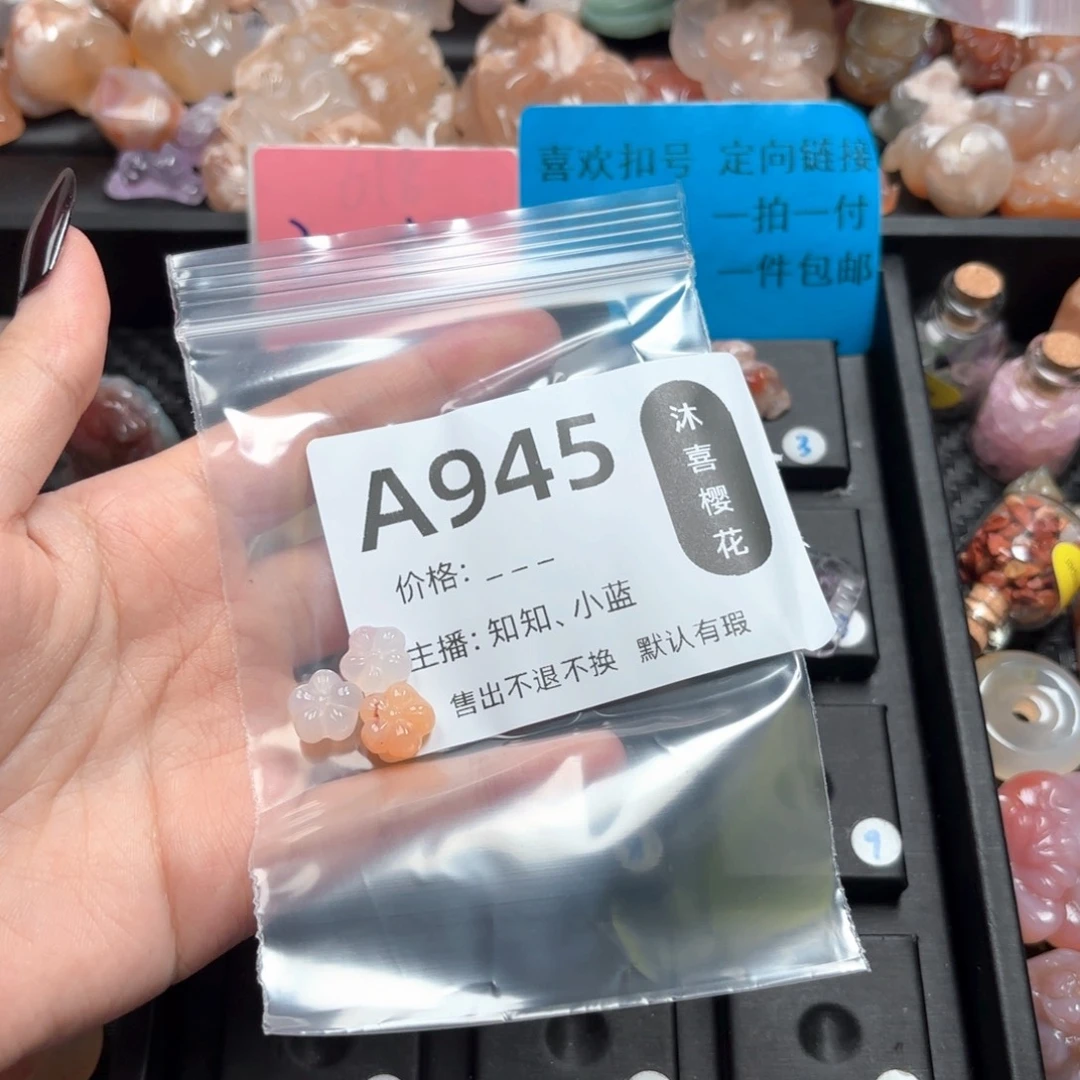 喜欢扣号 定向链接
一拍一付
一件包邮
A945
沐喜樱花
价格: _ _ _
主播: 知知、小蓝
售出不退不换 默认有瑕
3
9